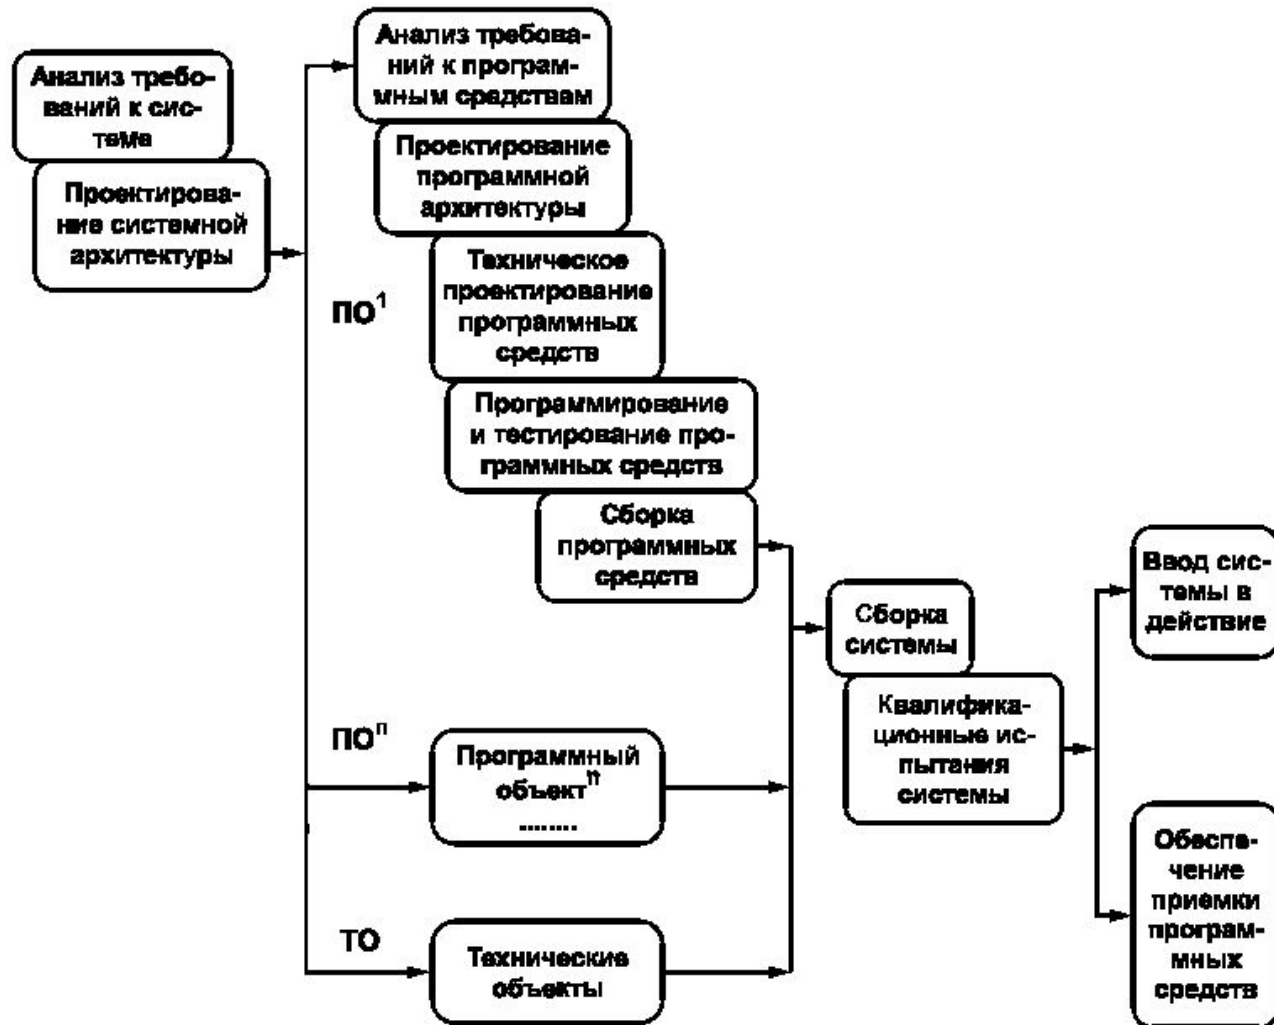 Анализ требо-
ваний к сис-
теме
Проектирова-
ние системной
архитектуры
Анализ требова-
ний к програм-
мным средствам
Проектирование
программной
архитектуры
ПО¹
Техническое
проектирование
программных
средств
Программирование
и тестирование про-
граммных средств
Сборка
программных
средств
ПОⁿ
Программный
объектⁿ
........
ТО
Технические
объекты
Сборка
системы
Квалифика-
ционные ис-
пытания
системы
Ввод сис-
темы в
действие
Обеспе-
чение
приемки
програм-
мных
средств